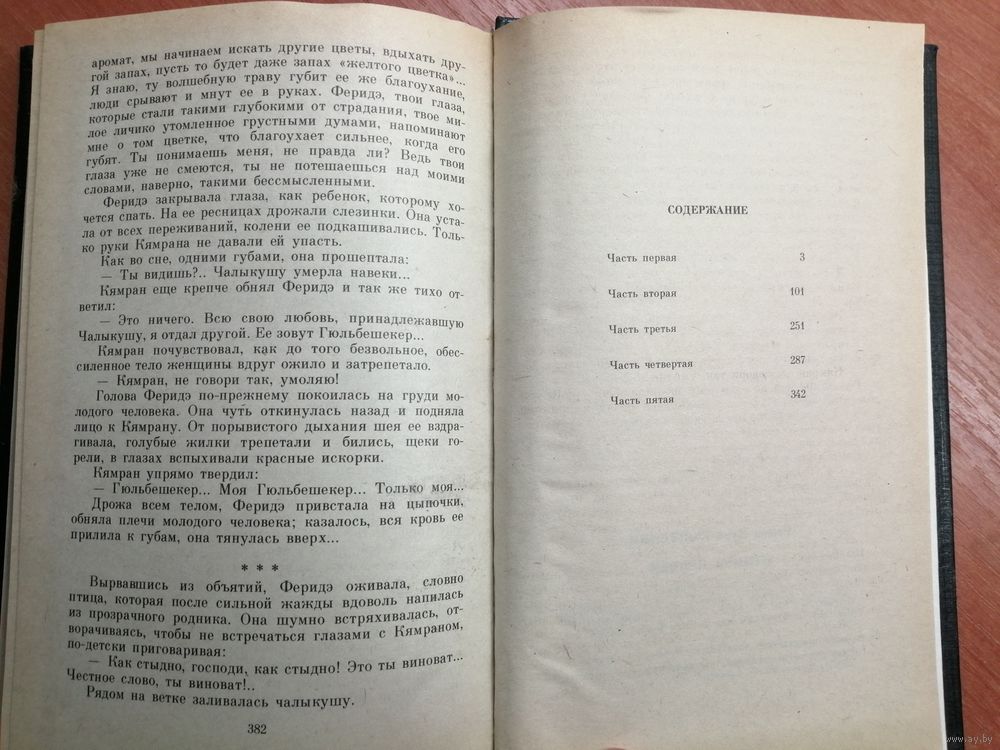 аромат, мы начинаем искать другие цветы, вдыхать дру-
гой запах, пусть то будет даже запах «желтого цветка»...
Я знаю, ту волшебную траву губит ее же благоухание,
люди срывают и мнут ее в руках. Феридэ, твои глаза,
которые стали такими глубокими от страдания, твое ми-
лое личико утомленное грустными думами, напоминают
мне о том цветке, что благоухает сильнее, когда его
губят. Ты понимаешь меня, не правда ли? Ведь твои
глаза уже не смеются, ты не потешаешься над моими
словами, наверно, такими бессмысленными.
Феридэ закрывала глаза, как ребенок, которому хо-
чется спать. На ее ресницах дрожали слезинки. Она уста-
ла от всех переживаний, колени ее подкашивались. Толь-
ко руки Кямрана не давали ей упасть.
Как во сне, одними губами, она прошептала:
— Ты видишь?.. Чалыкушу умерла навеки...
Кямран еще крепче обнял Феридэ и так же тихо от-
ветил:
— Это ничего. Всю свою любовь, принадлежавшую
Чалыкушу, я отдал другой. Ее зовут Гюльбешекер...
Кямран почувствовал, как до того безвольное, обес-
силенное тело женщины вдруг ожило и затрепетало.
— Кямран, не говори так, умоляю!
Голова Феридэ по-прежнему покоилась на груди мо-
лодого человека. Она чуть откинулась назад и подняла
лицо к Кямрану. От порывистого дыхания шея ее вздра-
гивала, голубые жилки трепетали и бились, щеки го-
рели, в глазах вспыхивали красные искорки.
Кямран упрямо твердил:
— Гюльбешекер... Моя Гюльбешекер... Только моя...
Дрожа всем телом, Феридэ привстала на цыпочки,
обняла плечи молодого человека; казалось, вся кровь ее
прилила к губам, она тянулась вверх...
* * *
Вырвавшись из объятий, Феридэ оживала, словно
птица, которая после сильной жажды вдоволь напилась
из прозрачного родника. Она шумно встряхивалась, от-
ворачиваясь, чтобы не встречаться глазами с Кямраном,
по-детски приговаривая:
— Как стыдно, господи, как стыдно! Это ты виноват...
Честное слово, ты виноват!..
Рядом на ветке заливалась чалыкушу.
382
СОДЕРЖАНИЕ
Часть первая 3
Часть вторая 101
Часть третья 251
Часть четвертая 287
Часть пятая 342
www.ay.by